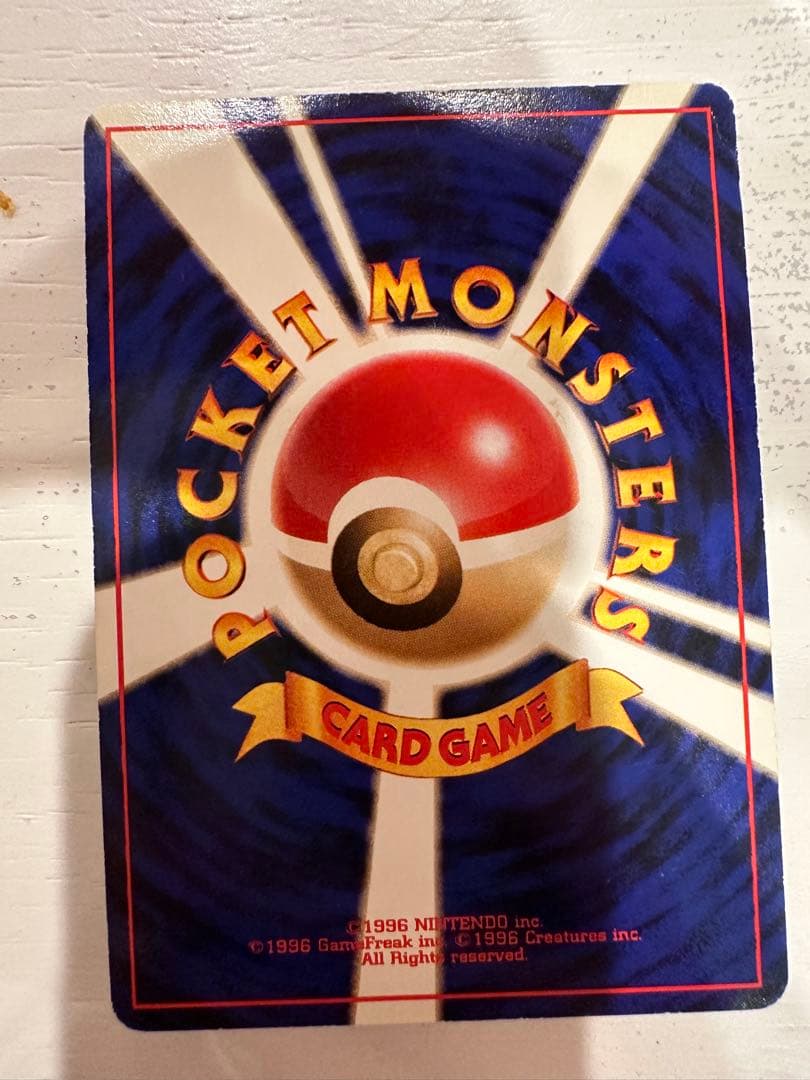 POCKET MONSTERS
CARD GAME
©1996 NINTENDO inc.
©1996 GameFreak inc. ©1996 Creatures inc.
All Rights reserved.